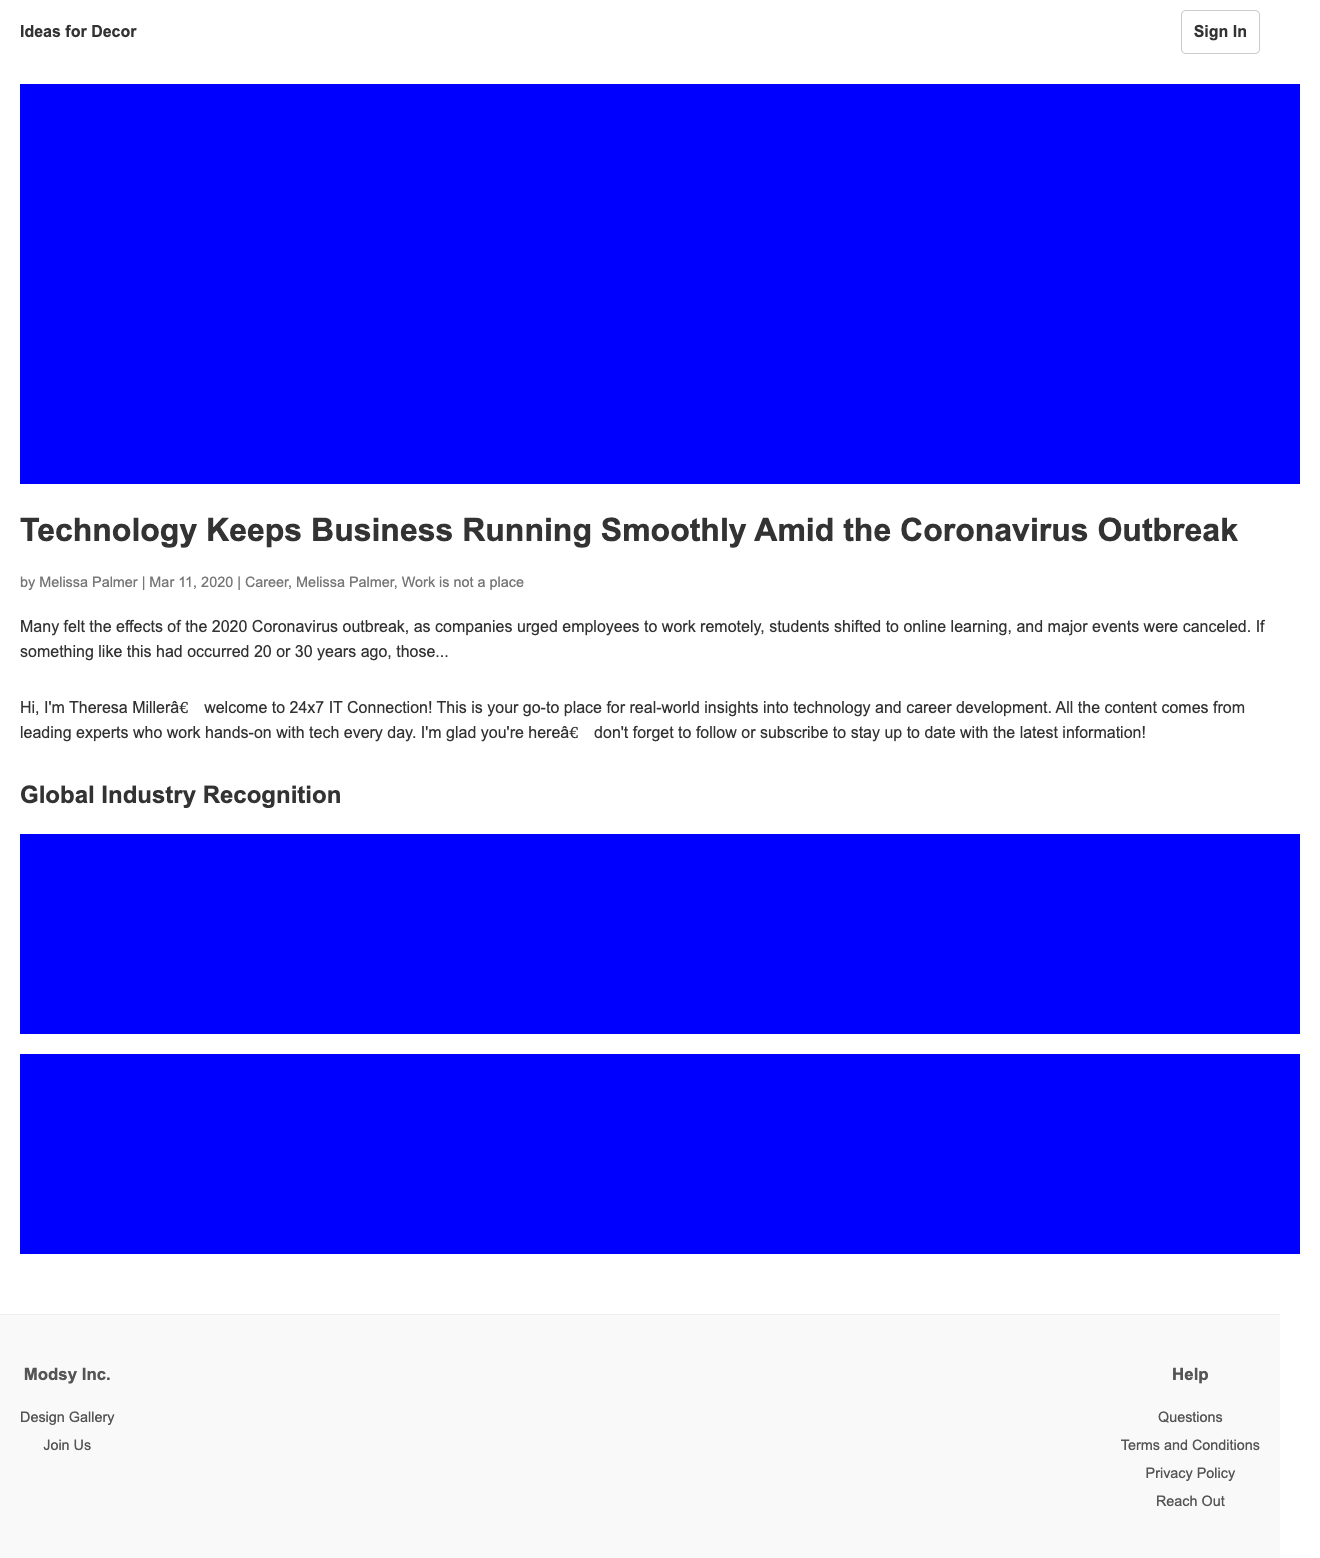 Ideas for Decor
Sign In
Technology Keeps Business Running Smoothly Amid the Coronavirus Outbreak
by Melissa Palmer | Mar 11, 2020 | Career, Melissa Palmer, Work is not a place
Many felt the effects of the 2020 Coronavirus outbreak, as companies urged employees to work remotely, students shifted to online learning, and major events were canceled. If
something like this had occurred 20 or 30 years ago, those...
Hi, I'm Theresa Millerâ€ welcome to 24x7 IT Connection! This is your go-to place for real-world insights into technology and career development. All the content comes from
leading experts who work hands-on with tech every day. I'm glad you're hereâ€ don't forget to follow or subscribe to stay up to date with the latest information!
Global Industry Recognition
Modsy Inc.
Design Gallery
Join Us
Help
Questions
Terms and Conditions
Privacy Policy
Reach Out